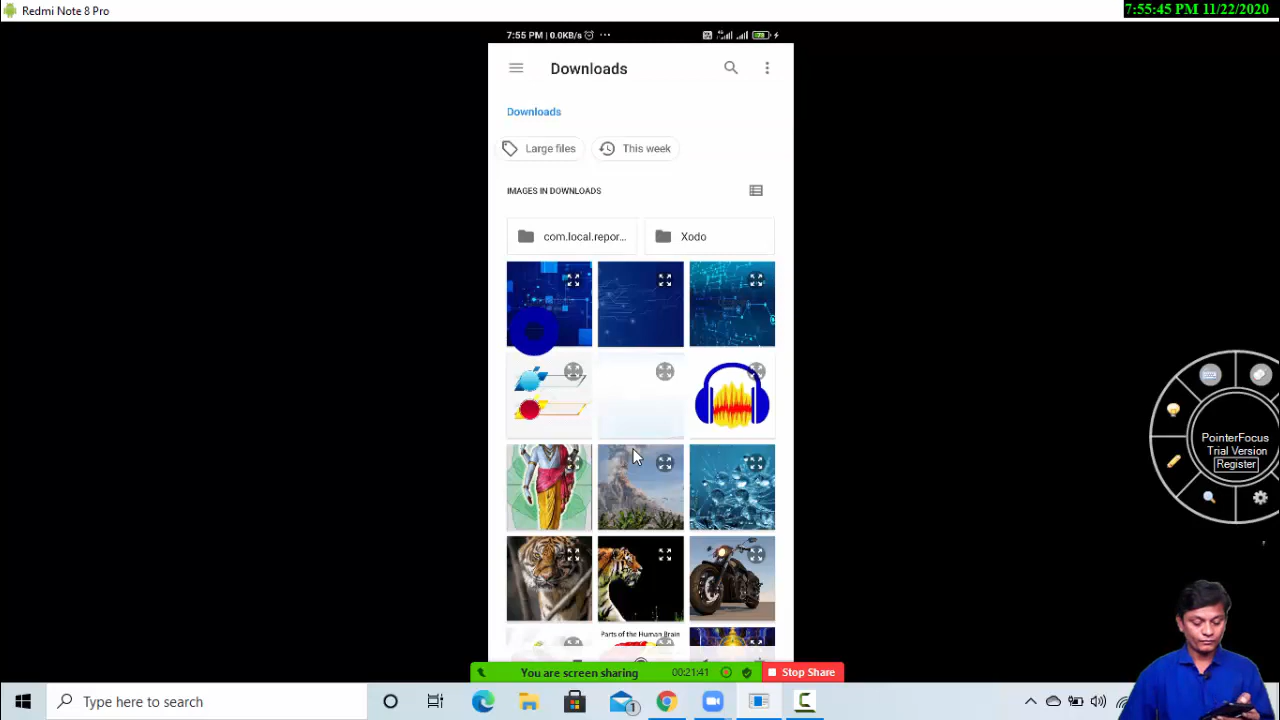 Redmi Note 8 Pro
7:55:45 PM 11/22/2020
7:55 PM | 0.0KB/s
Downloads
Downloads
Large files
This week
IMAGES IN DOWNLOADS
com.local.repor...
Xodo
Parts of the Human Brain
PointerFocus
Trial Version
Register
You are screen sharing
00:21:41
Stop Share
Type here to search
1